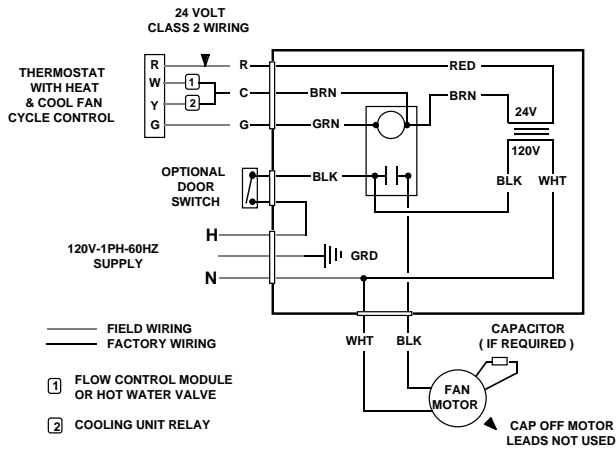 24 VOLT
CLASS 2 WIRING
THERMOSTAT
WITH HEAT
& COOL FAN
CYCLE CONTROL
R
W
Y
G
1
2
R
C
G
RED
BRN
GRN
BRN
24V
120V
BLK
WHT
OPTIONAL
DOOR
SWITCH
BLK
H
120V-1PH-60HZ
SUPPLY
GRD
N
WHT
BLK
FIELD WIRING
FACTORY WIRING
1
FLOW CONTROL MODULE
OR HOT WATER VALVE
2
COOLING UNIT RELAY
CAPACITOR
( IF REQUIRED )
FAN
MOTOR
CAP OFF MOTOR
LEADS NOT USED